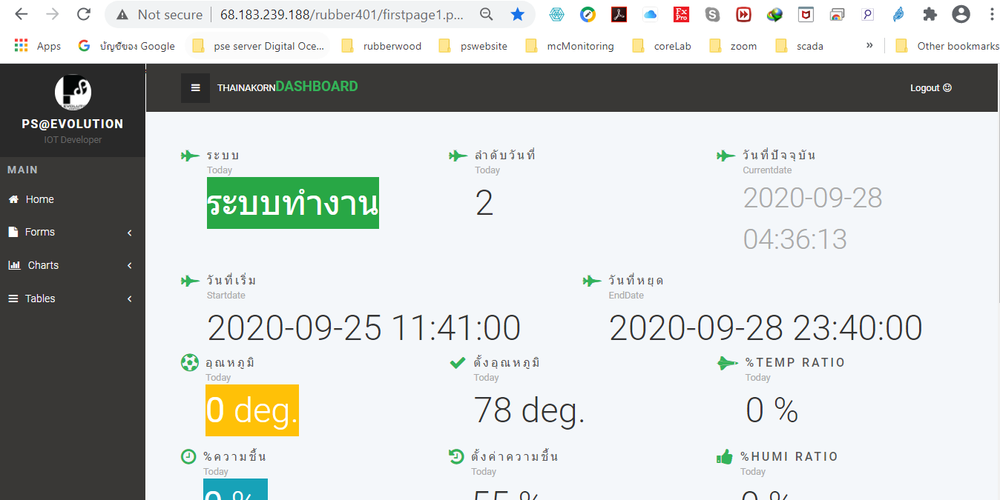 Not secure
68.183.239.188/rubber401/firstpage1.p...
Apps
บัญชีของ Google
pse server Digital Oce...
rubberwood
pswebsite
mcMonitoring
coreLab
zoom
scada
»
Other bookmarks
PS@EVOLUTION
IOT Developer
MAIN
Home
Forms
Charts
Tables
THAINAKORNDASHBOARD
Logout
ระบบ
Today
ระบบทำงาน
ลำดับวันที่
Today
2
วันที่ปัจจุบัน
Currentdate
2020-09-28
04:36:13
วันที่เริ่ม
Startdate
2020-09-25 11:41:00
วันที่หยุด
EndDate
2020-09-28 23:40:00
อุณหภูมิ
Today
0 deg.
ตั้งอุณหภูมิ
Today
78 deg.
%TEMP RATIO
Today
0 %
%ความชื้น
Today
0 %
ตั้งค่าความชื้น
Today
55 %
%HUMI RATIO
Today
0 %